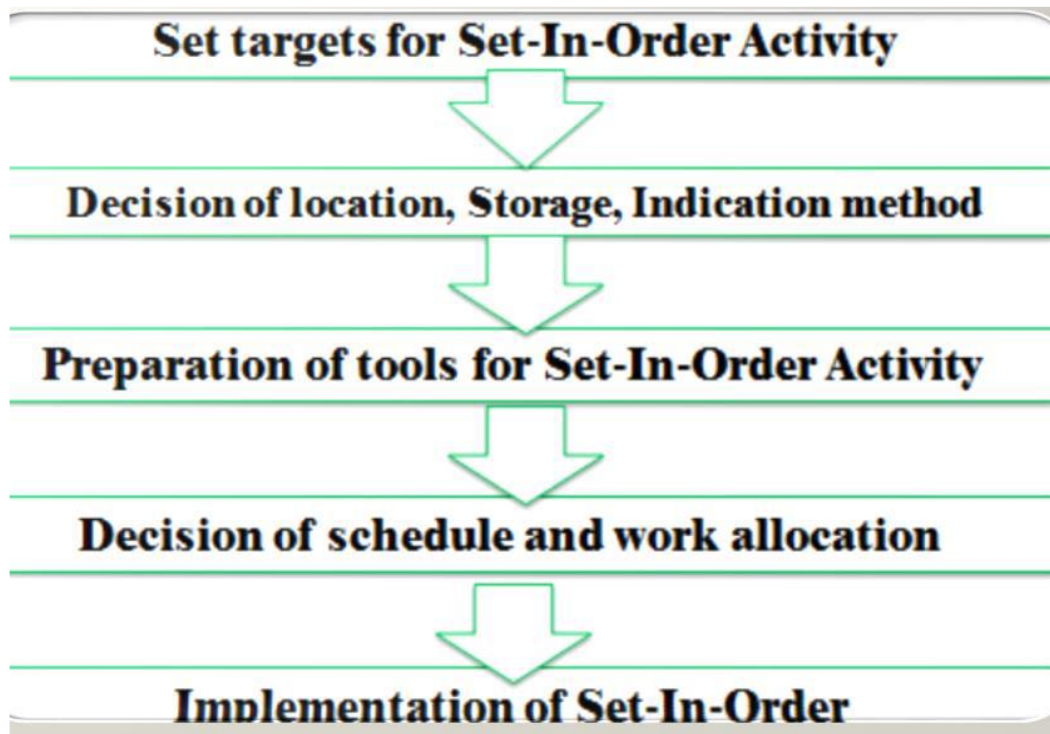 Set targets for Set-In-Order Activity
Decision of location, Storage, Indication method
Preparation of tools for Set-In-Order Activity
Decision of schedule and work allocation
Implementation of Set-In-Order